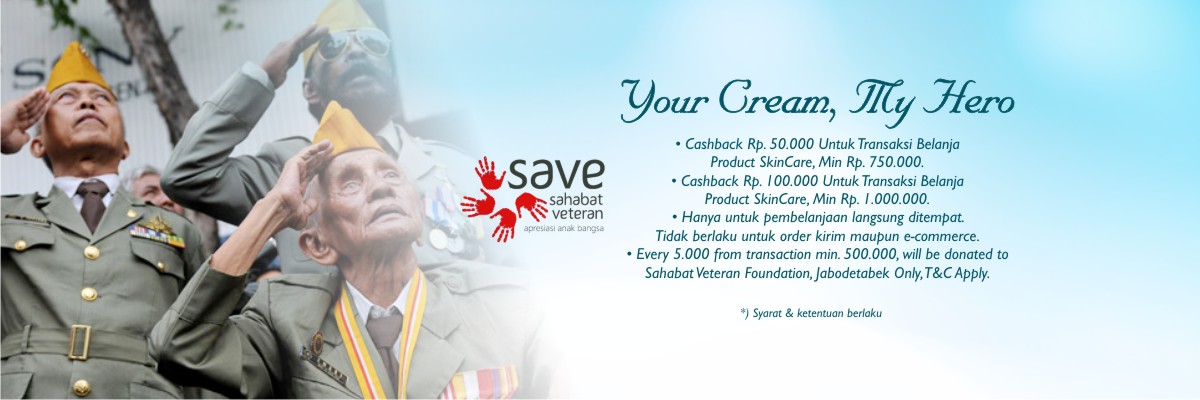 Your Cream, My Hero
• Cashback Rp. 50.000 Untuk Transaksi Belanja
Product SkinCare, Min Rp. 750.000.
• Cashback Rp. 100.000 Untuk Transaksi Belanja
Product SkinCare, Min Rp. 1.000.000.
• Hanya untuk pembelanjaan langsung ditempat.
Tidak berlaku untuk order kirim maupun e-commerce.
• Every 5.000 from transaction min. 500.000, will be donated to
Sahabat Veteran Foundation, Jabodetabek Only, T&C Apply.
*) Syarat & ketentuan berlaku
save
sahabat
veteran
apresiasi anak bangsa